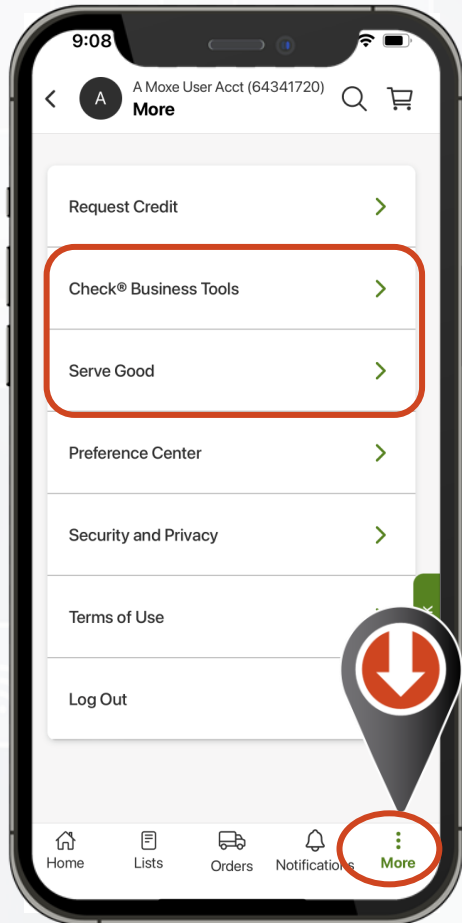 9:08
A
A Moxe User Acct (64341720)
More
Request Credit
Check® Business Tools
Serve Good
Preference Center
Security and Privacy
Terms of Use
Log Out
Home
Lists
Orders
Notifications
More